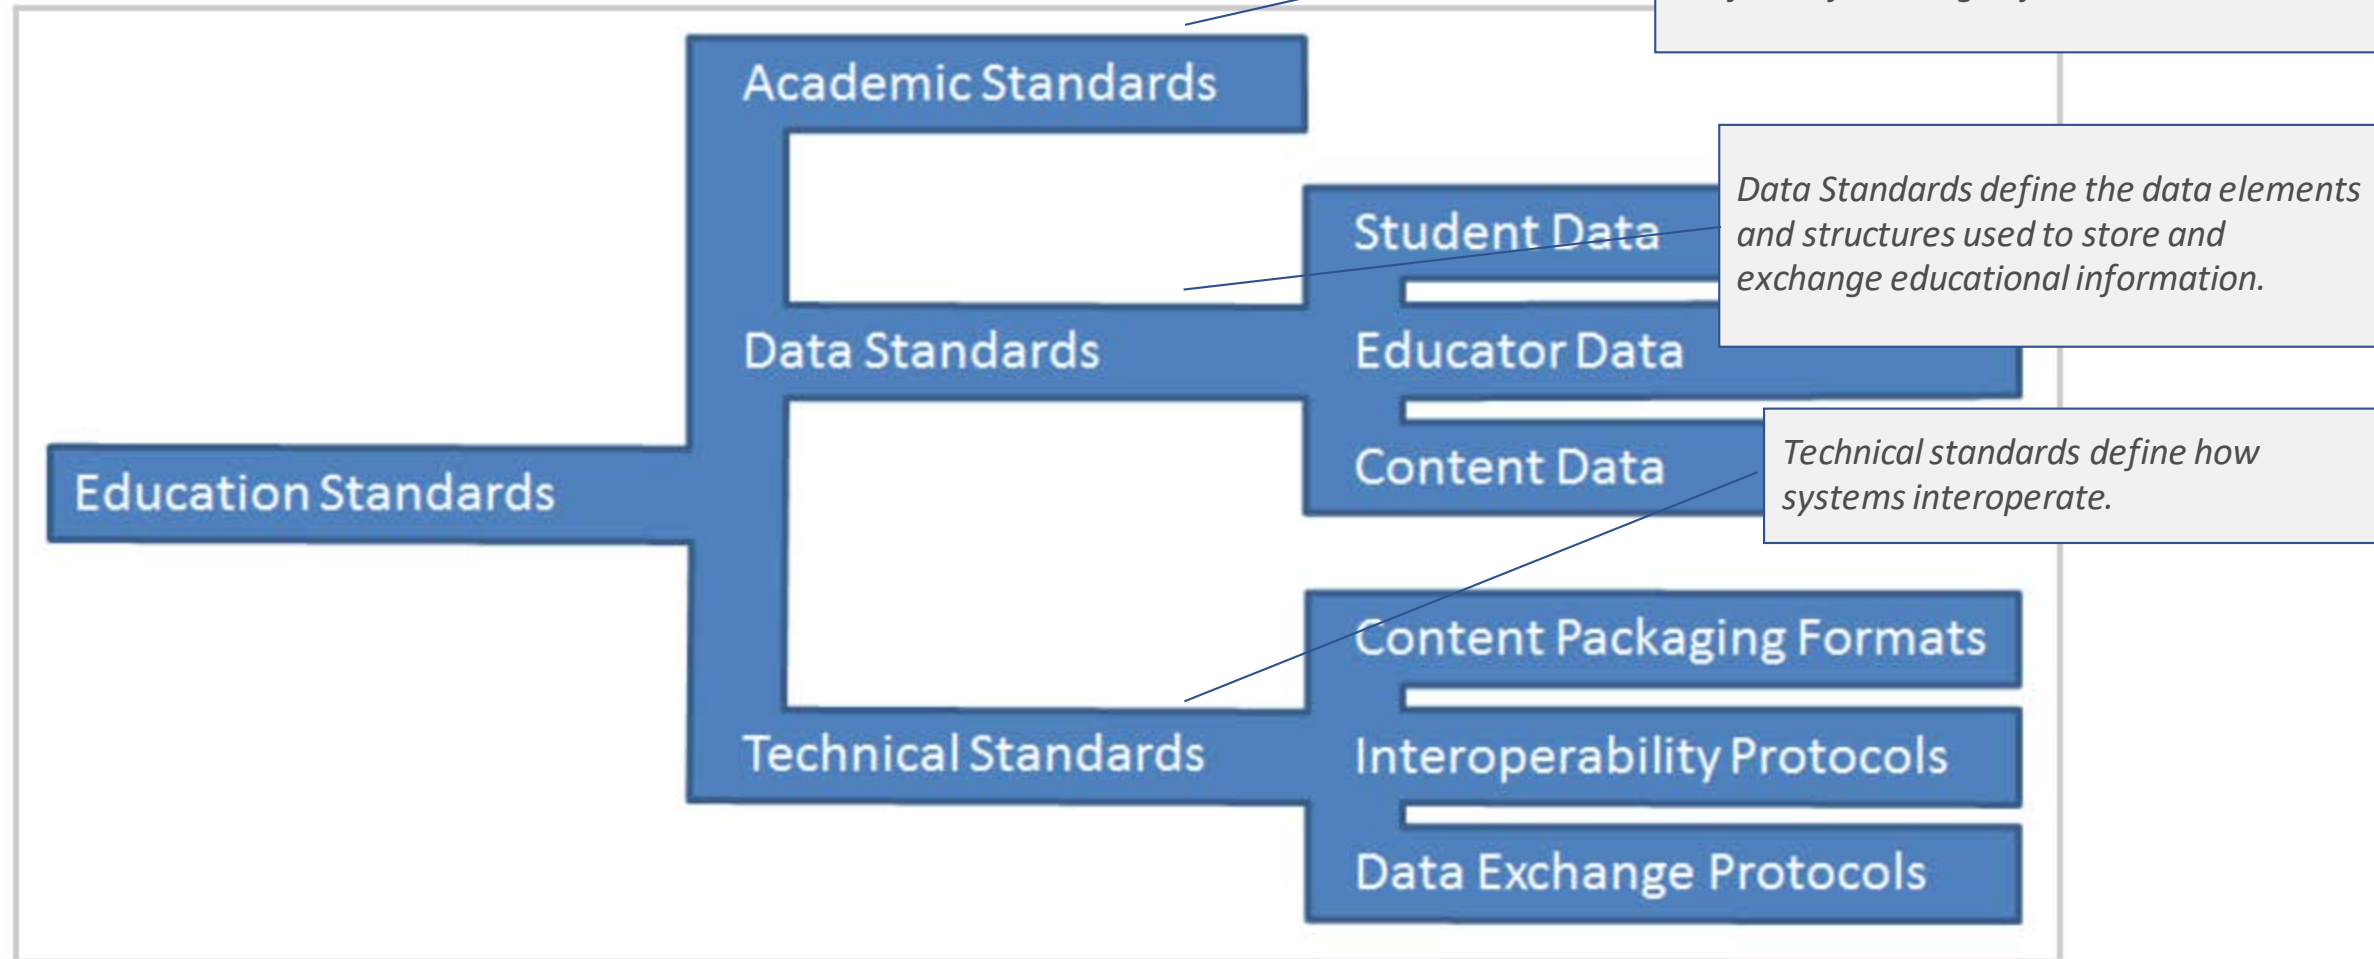 Academic Standards
Data Standards define the data elements
and structures used to store and
exchange educational information.
Student Data
Data Standards
Educator Data
Content Data
Technical standards define how
systems interoperate.
Education Standards
Content Packaging Formats
Technical Standards
Interoperability Protocols
Data Exchange Protocols